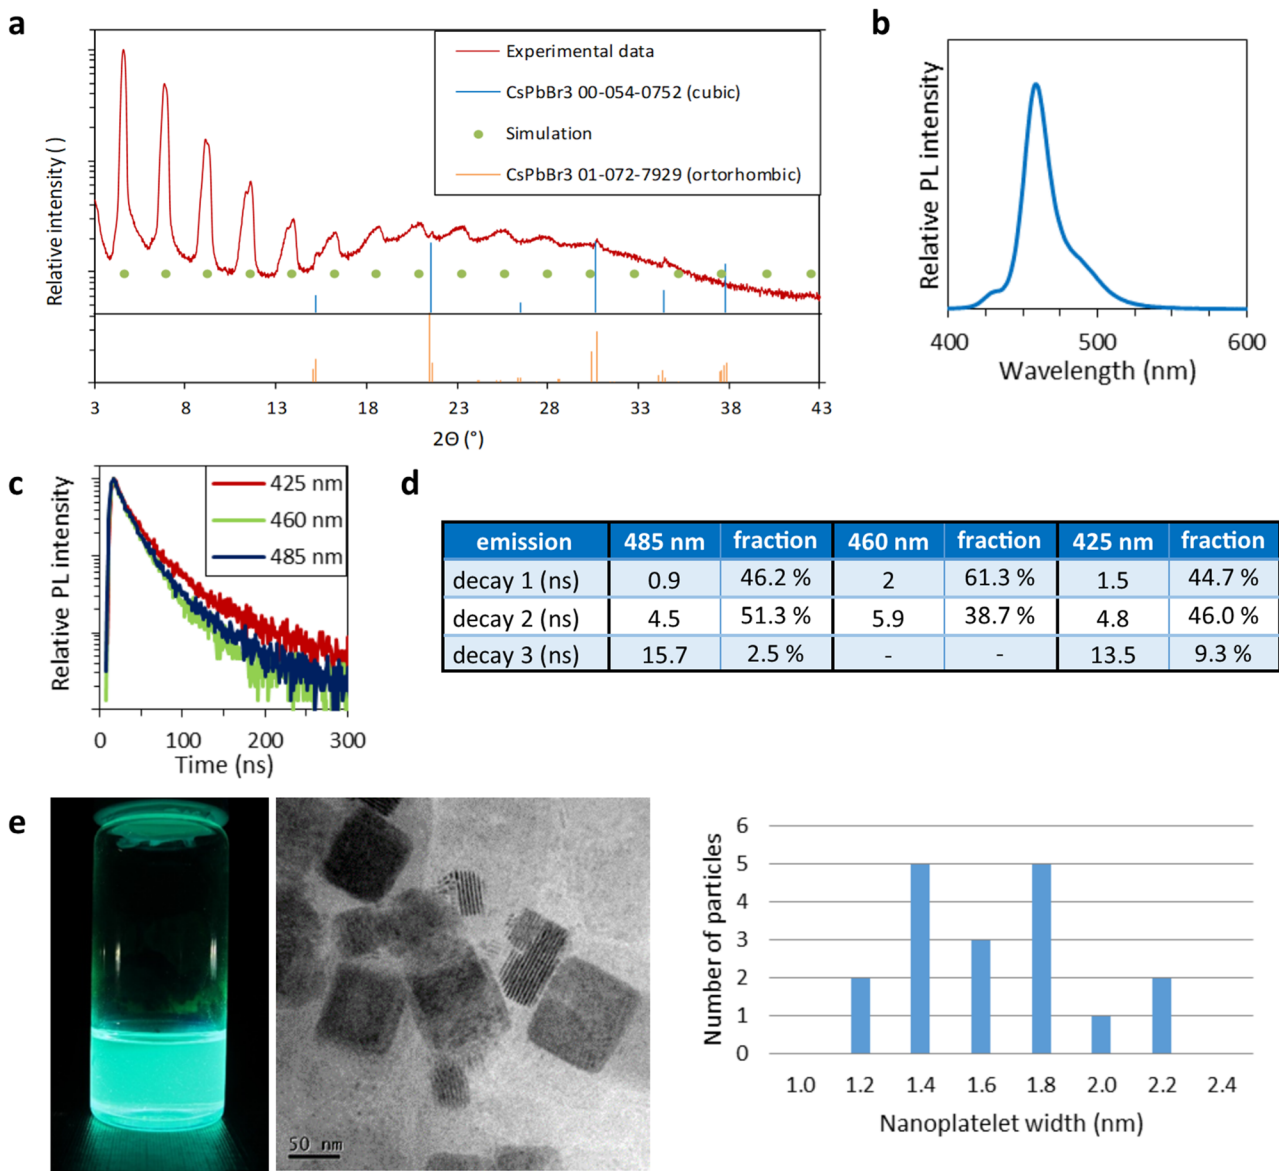 a
Experimental data
CsPbBr3 00-054-0752 (cubic)
Simulation
CsPbBr3 01-072-7929 (ortorhombic)
Relative intensity ( )
3 8 13 18 23 28 33 38 43
2Θ (°)
b
Relative PL intensity
400 500 600
Wavelength (nm)
c
425 nm
460 nm
485 nm
Relative PL intensity
0 100 200 300
Time (ns)
d
emission 485 nm fraction 460 nm fraction 425 nm fraction
decay 1 (ns) 0.9 46.2 % 2 61.3 % 1.5 44.7 %
decay 2 (ns) 4.5 51.3 % 5.9 38.7 % 4.8 46.0 %
decay 3 (ns) 15.7 2.5 % - - 13.5 9.3 %
e
50 nm
Number of particles
6
5
4
3
2
1
0
1.0 1.2 1.4 1.6 1.8 2.0 2.2 2.4
Nanoplatelet width (nm)